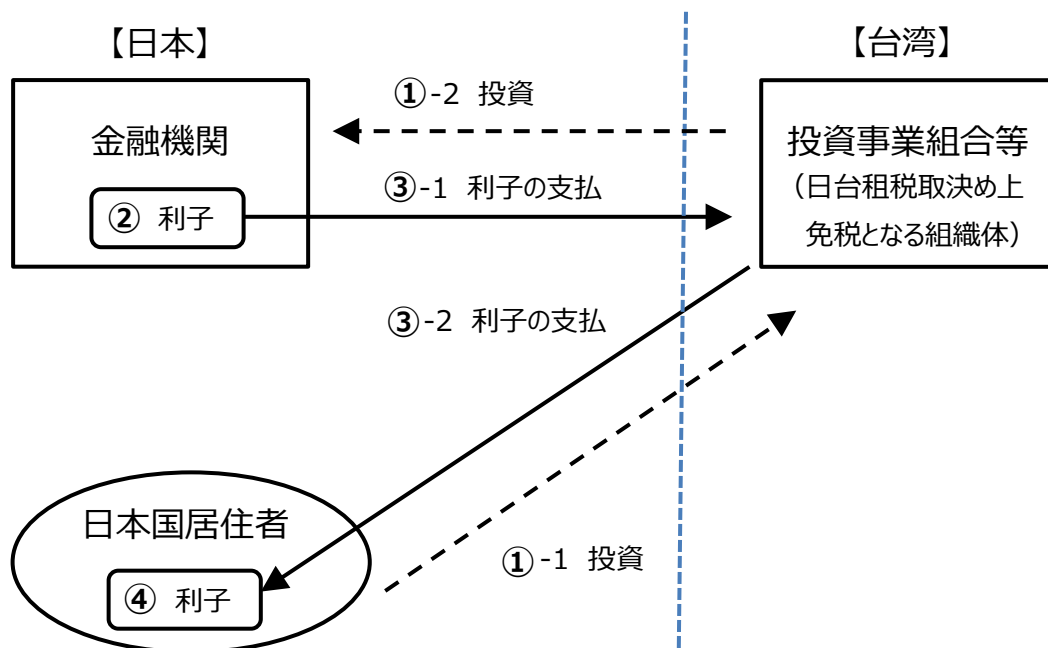 【日本】
【台湾】
①-2 投資
金融機関
投資事業組合等
③-1 利子の支払
（日台租税取決め上
② 利子
免税となる組織体）
③-2 利子の支払
日本国居住者
①-1 投資
④ 利子